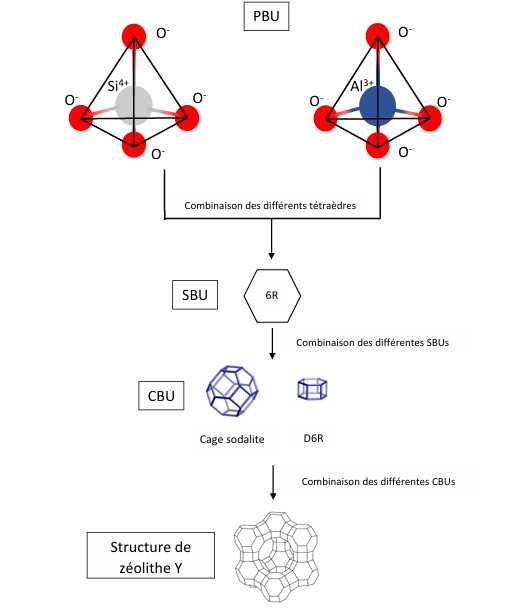 PBU
O⁻
O⁻
Si⁴⁺
Al³⁺
O⁻
O⁻
O⁻
O⁻
O⁻
O⁻
Combinaison des différents tétraèdres
SBU
6R
Combinaison des différentes SBUs
CBU
Cage sodalite
D6R
Combinaison des différentes CBUs
Structure de
zéolithe Y